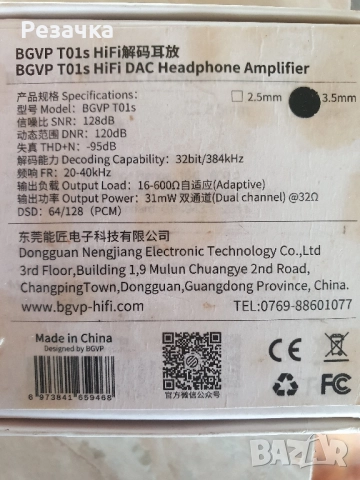 Резачка
BGVP T01s HiFi解码耳放
BGVP T01s HiFi DAC Headphone Amplifier
产品规格 Specifications:
2.5mm 3.5mm
型号 Model: BGVP T01s
信噪比 SNR: 128dB
动态范围 DNR: 120dB
失真 THD+N: -95dB
解码能力 Decoding Capability: 32bit/384kHz
频响 FR: 20-40kHz
输出负载 Output Load: 16-600Ω自适应(Adaptive)
输出功率 Output Power: 31mW 双通道(Dual channel) @32Ω
DSD: 64/128 (PCM)
东莞能匠电子科技有限公司
Dongguan Nengjiang Electronic Technology Co.,Ltd
3rd Floor,Building 1,9 Mulun Chuangye 2nd Road,
ChangpingTown,Dongguan,Guangdong Province, China.
www.bgvp-hifi.com Tel: 0769-88601077
Made in China
Designed by BGVP
6 973841 659468
官方微信公众号
CE
FC
BAZAR